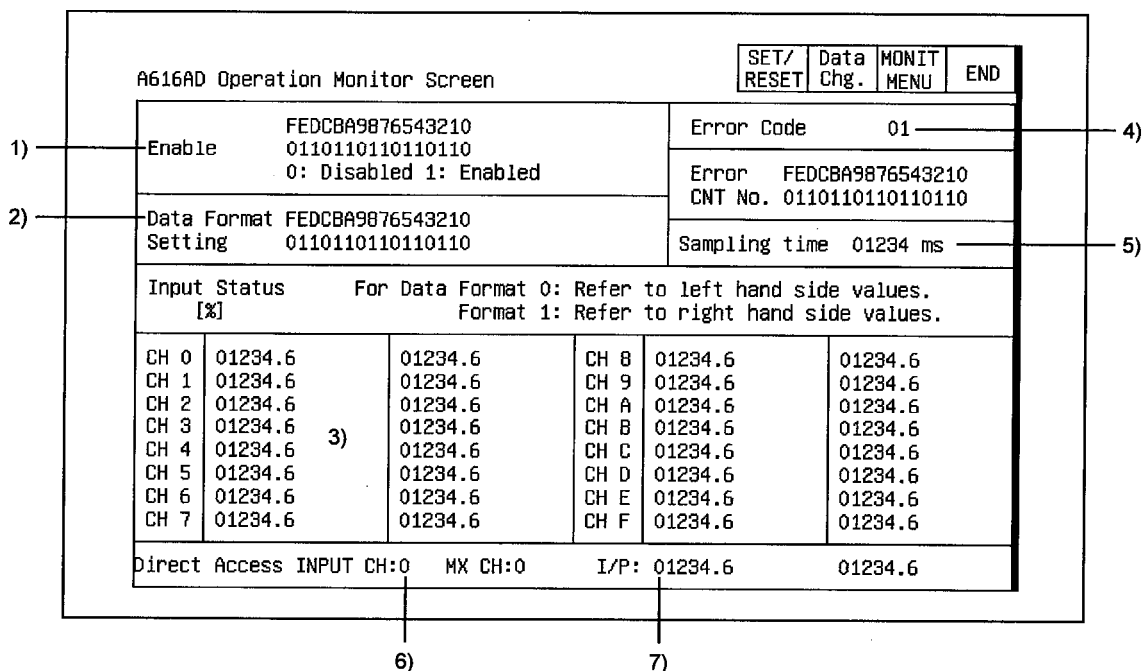 SET/ RESET
Data Chg.
MONIT MENU
END
A616AD Operation Monitor Screen
1)
Enable
FEDCBA9876543210
0110110110110110
0: Disabled 1: Enabled
Error Code 01
4)
Error CNT No.
FEDCBA9876543210
0110110110110110
2)
Data Format FEDCBA9876543210
Setting 0110110110110110
Sampling time 01234 ms
5)
Input Status For Data Format 0: Refer to left hand side values.
[%] Format 1: Refer to right hand side values.
CH 0 01234.6 01234.6 CH 8 01234.6 01234.6
CH 1 01234.6 01234.6 CH 9 01234.6 01234.6
CH 2 01234.6 01234.6 CH A 01234.6 01234.6
CH 3 01234.6 01234.6 CH B 01234.6 01234.6
3)
CH 4 01234.6 01234.6 CH C 01234.6 01234.6
CH 5 01234.6 01234.6 CH D 01234.6 01234.6
CH 6 01234.6 01234.6 CH E 01234.6 01234.6
CH 7 01234.6 01234.6 CH F 01234.6 01234.6
Direct Access INPUT CH:0 MX CH:0 I/P: 01234.6 01234.6
6) 7)